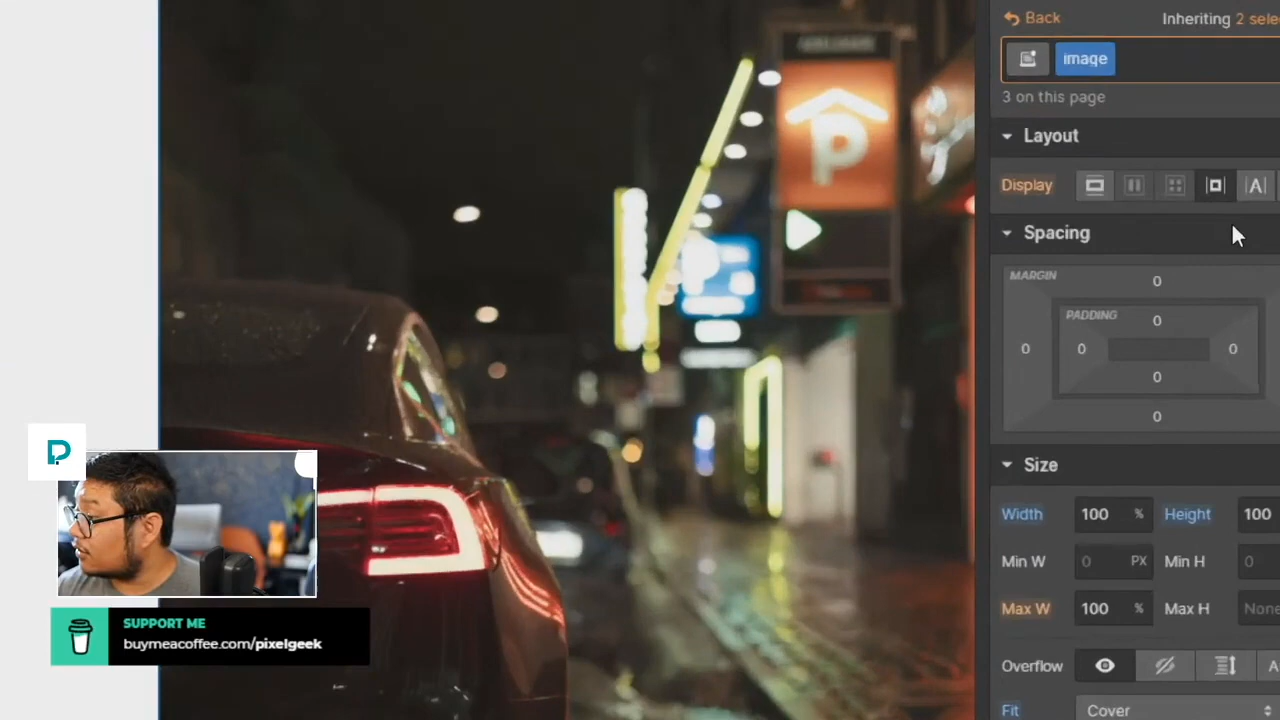 Back
Inheriting 2 sele
image
3 on this page
Layout
Display
Spacing
MARGIN
0
PADDING
0
0
0
0
0
0
Size
Width 100 % Height 100
Min W 0 PX Min H 0
Max W 100 % Max H None
Overflow A
Fit Cover
P
SUPPORT ME
buymeacoffee.com/pixelgeek